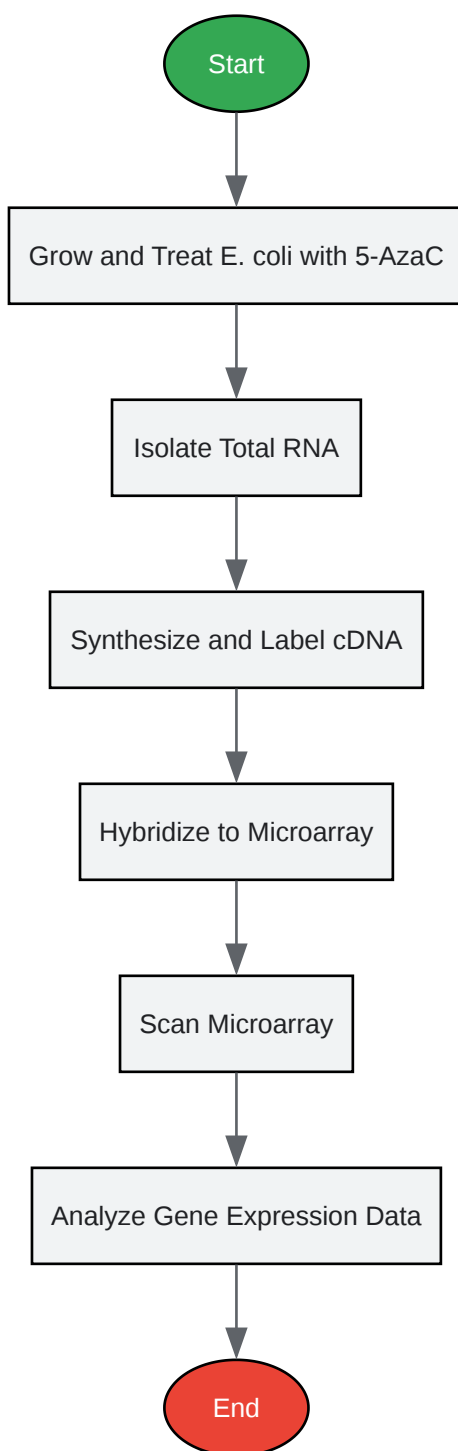 Start
Grow and Treat E. coli with 5-AzaC
Isolate Total RNA
Synthesize and Label cDNA
Hybridize to Microarray
Scan Microarray
Analyze Gene Expression Data
End